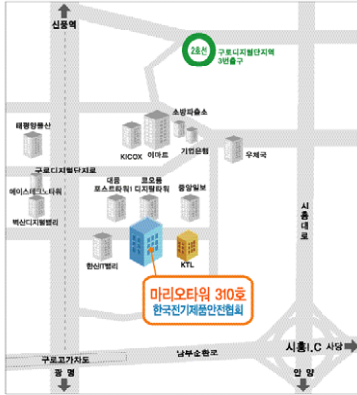 신풍역
2호선
구로디지털단지역
3번출구
태평양물산
소방파출소
KICOX
이마트
기업은행
우체국
구로디지털단지로
에이스테크노타워
벽산디지털밸리
대륭
포스트타워1
코오롱
디지털타워
중앙일보
시흥대로
한신IT밸리
KTL
마리오타워 310호
한국전기제품안전협회
구로고가차도
남부순환로
시흥I.C
사당
광명
안양